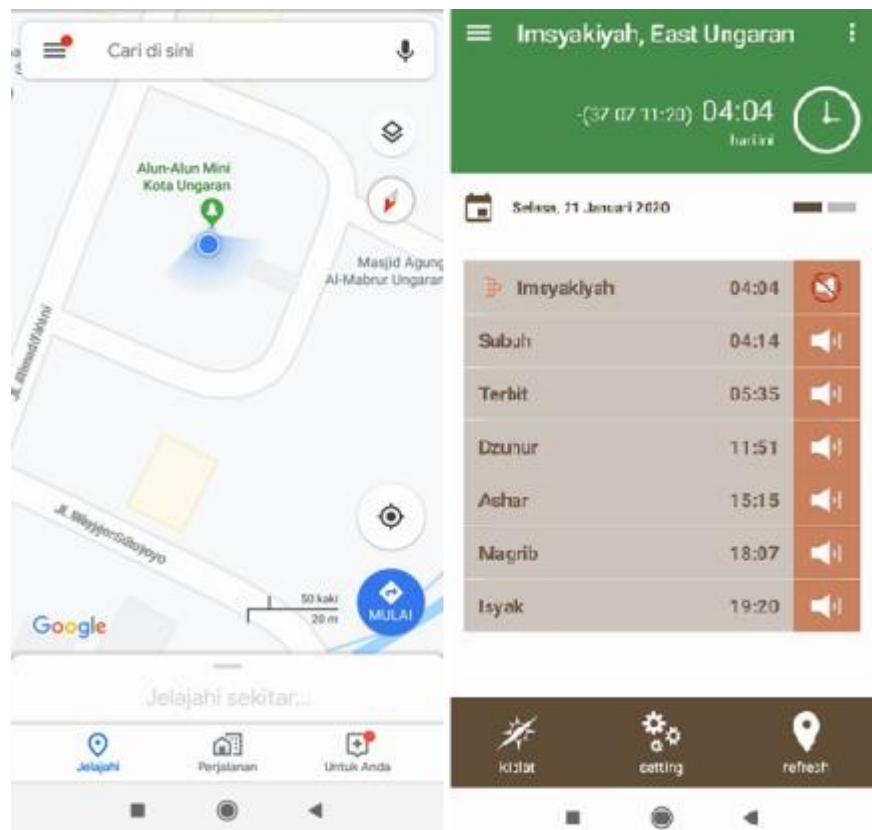 Cari di sini
Alun-Alun Mini
Kota Ungaran
Masjid Agung
Al-Mabrur Ungaran
50 kaki
20 m
MULAI
Google
Jelajahi sekitar...
Jelajahi
Perjalanan
Untuk Anda
Imsyakiyah, East Ungaran
04:04
hari ini
Selasa, 21 Januari 2020
Imsyakiyah 04:04
Subuh 04:14
Terbit 05:35
Dzuhur 11:51
Ashar 15:15
Magrib 18:07
Isyak 19:20
kiblat
setting
refresh